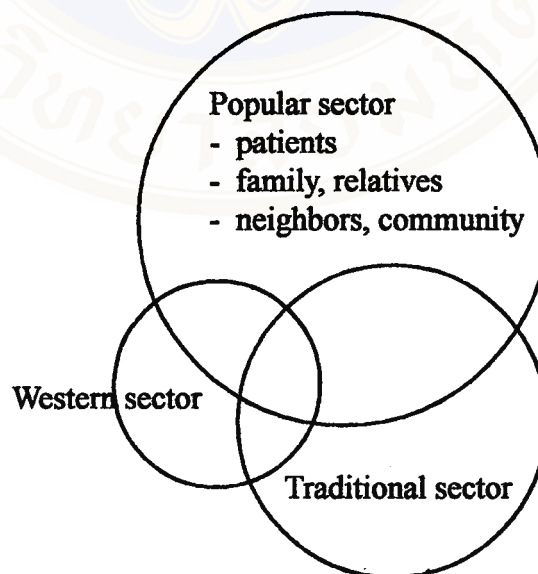 Popular sector
- patients
- family, relatives
- neighbors, community
Western sector
Traditional sector